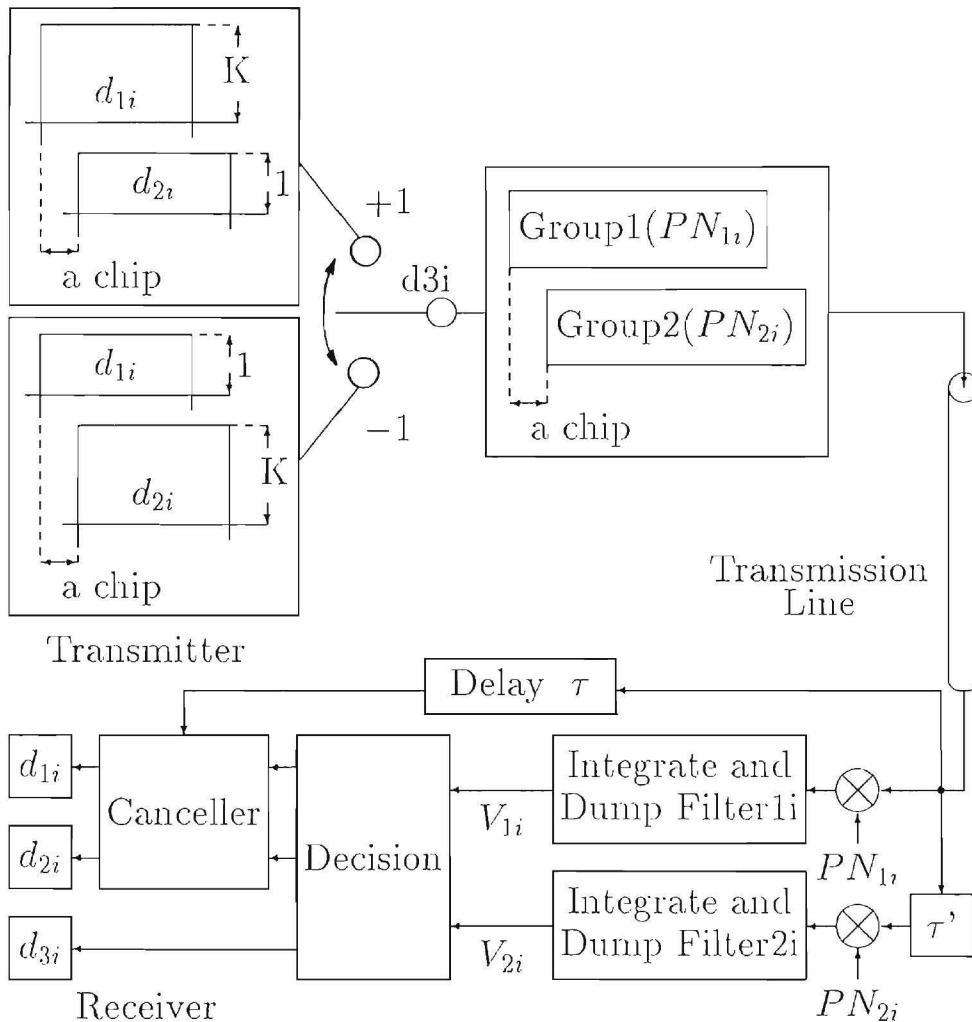 K
d1i
d2i
1
a chip
+1
d3i
Group1(PN1i)
Group2(PN2i)
a chip
d1i
1
−1
d2i
K
a chip
Transmitter
Transmission
Line
Delay τ
d1i
Canceller
d2i
Decision
d3i
Receiver
V1i
Integrate and
Dump Filter1i
PN1i
V2i
Integrate and
Dump Filter2i
τ'
PN2i